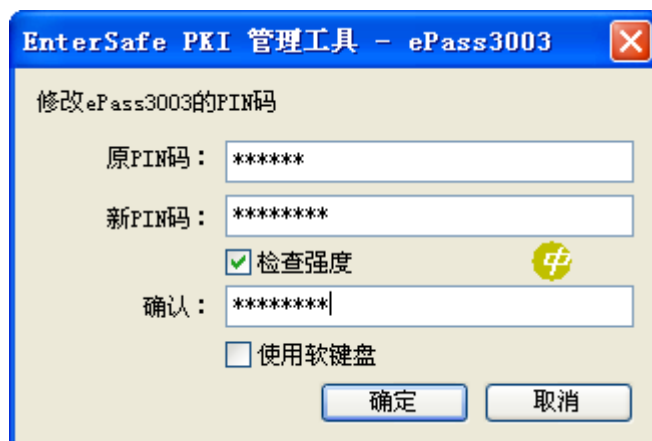 EnterSafe PKI 管理工具 - ePass3003
修改ePass3003的PIN码
原PIN码： ******
新PIN码： ********
检查强度 中
确认： ********
使用软键盘
确定 取消